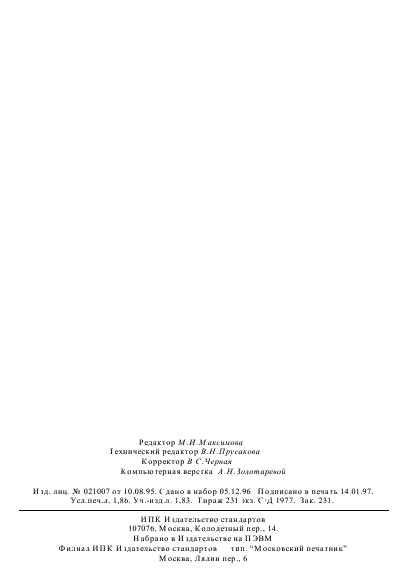 Редактор М.И.Максимова
Технический редактор В.Н.Прусакова
Корректор В С.Черная
Компьютерная верстка А.Н.Золотаревой
Изд. лиц. № 021007 от 10.08.95. Сдано в набор 05.12.96 Подписано в печать 14.01.97.
Усл.печ.л. 1,86. Уч.-изд.л. 1,83. Тираж 231 экз. С/Д 1977. Зак. 231.
ИПК Издательство стандартов
107076, Москва, Колодезный пер., 14.
Набрано в Издательстве на ПЭВМ
Филиал ИПК Издательство стандартов тип. “Московский печатник”
Москва, Лялин пер., 6